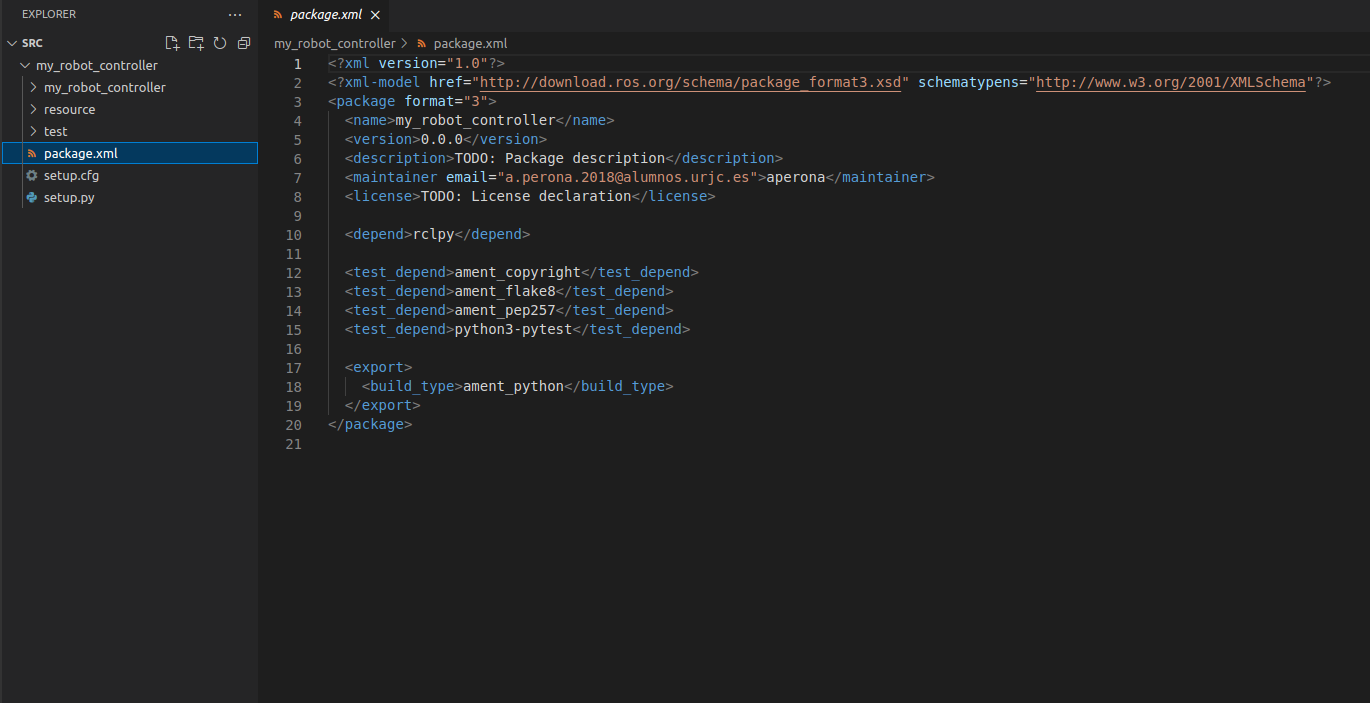 EXPLORER
SRC
my_robot_controller
my_robot_controller
resource
test
package.xml
setup.cfg
setup.py
package.xml
my_robot_controller > package.xml
1 <?xml version="1.0"?>
2 <?xml-model href="http://download.ros.org/schema/package_format3.xsd" schematypens="http://www.w3.org/2001/XMLSchema"?>
3 <package format="3">
4   <name>my_robot_controller</name>
5   <version>0.0.0</version>
6   <description>TODO: Package description</description>
7   <maintainer email="a.perona.2018@alumnos.urjc.es">aperona</maintainer>
8   <license>TODO: License declaration</license>
9
10   <depend>rclpy</depend>
11
12   <test_depend>ament_copyright</test_depend>
13   <test_depend>ament_flake8</test_depend>
14   <test_depend>ament_pep257</test_depend>
15   <test_depend>python3-pytest</test_depend>
16
17   <export>
18     <build_type>ament_python</build_type>
19   </export>
20 </package>
21